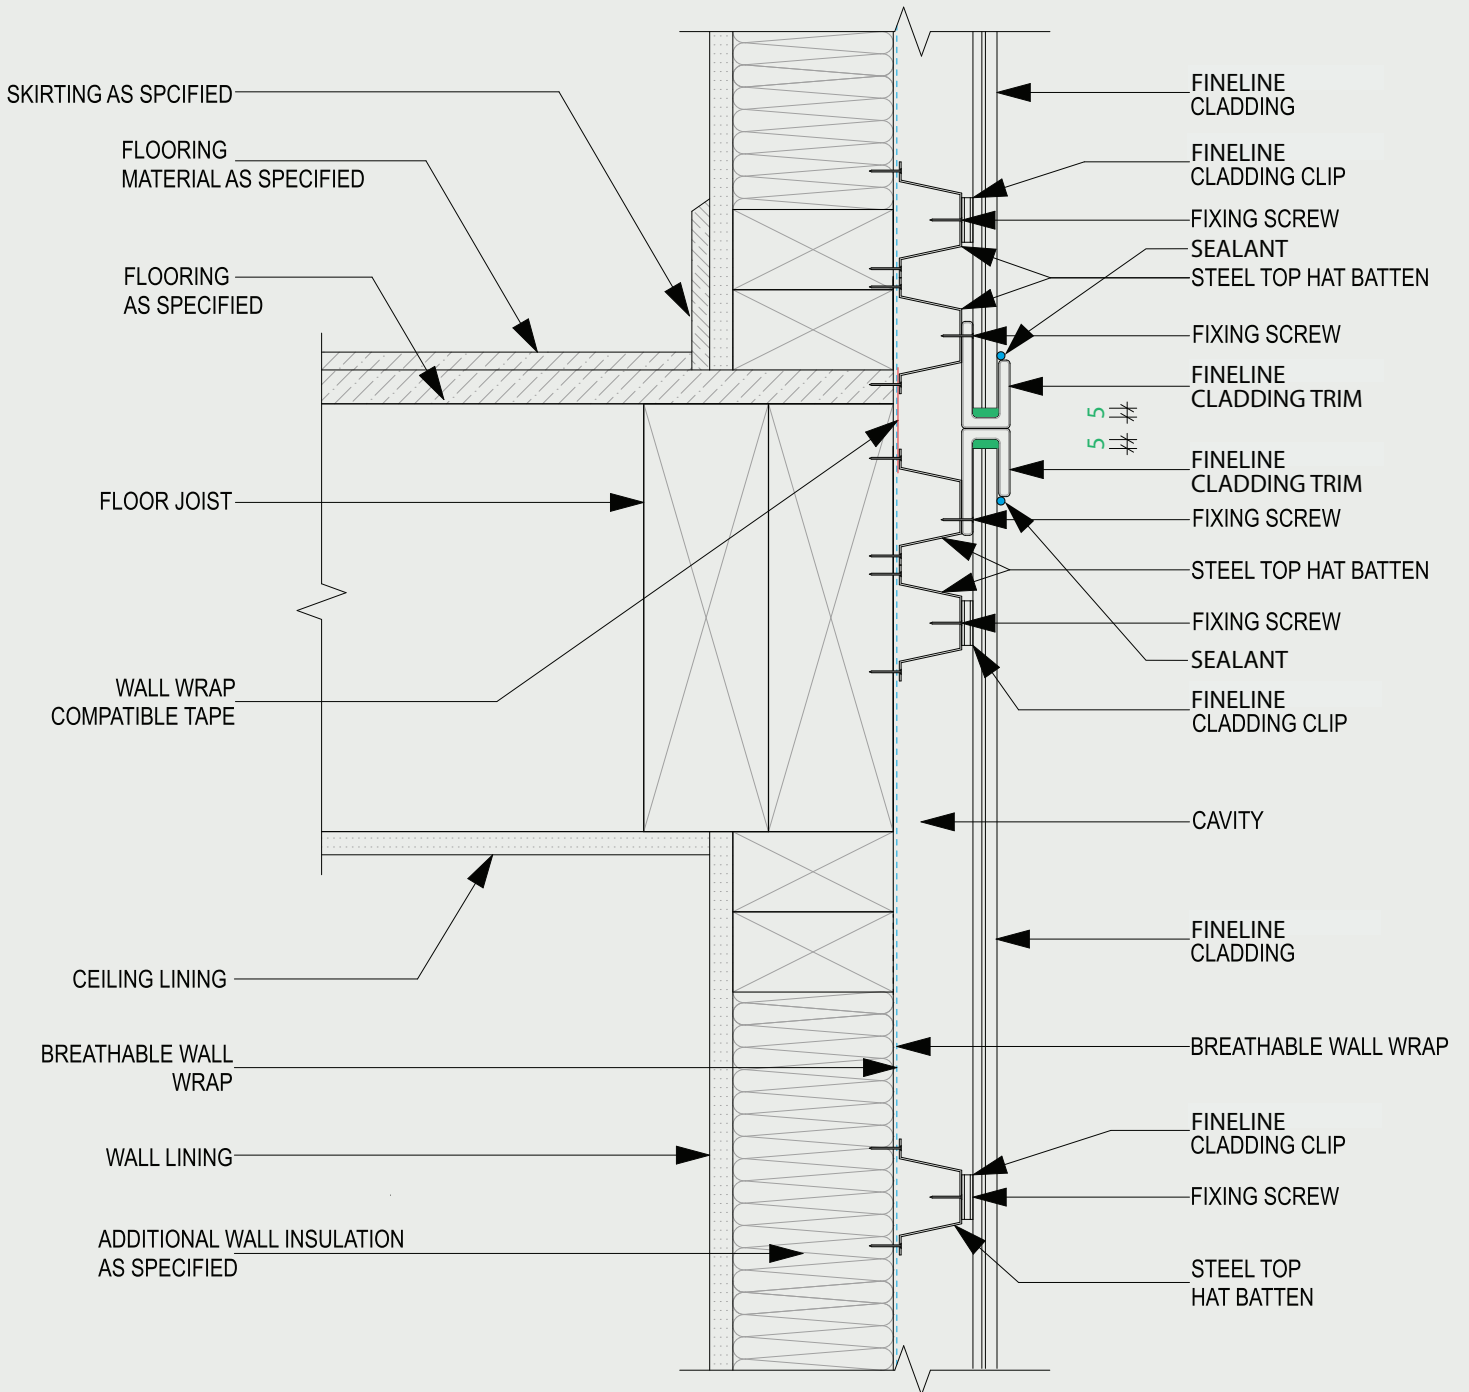 SKIRTING AS SPCIFIED
FLOORING
MATERIAL AS SPECIFIED
FLOORING
AS SPECIFIED
FLOOR JOIST
WALL WRAP
COMPATIBLE TAPE
CEILING LINING
BREATHABLE WALL
WRAP
WALL LINING
ADDITIONAL WALL INSULATION
AS SPECIFIED
FINELINE
CLADDING
FINELINE
CLADDING CLIP
FIXING SCREW
SEALANT
STEEL TOP HAT BATTEN
FIXING SCREW
FINELINE
CLADDING TRIM
5
5
FINELINE
CLADDING TRIM
FIXING SCREW
STEEL TOP HAT BATTEN
FIXING SCREW
SEALANT
FINELINE
CLADDING CLIP
CAVITY
FINELINE
CLADDING
BREATHABLE WALL WRAP
FINELINE
CLADDING CLIP
FIXING SCREW
STEEL TOP
HAT BATTEN